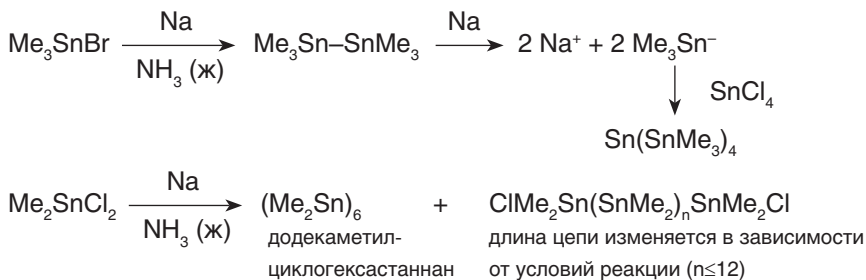 Na Na
Me₃SnBr NH₃ (ж) Me₃Sn–SnMe₃ 2 Na⁺ + 2 Me₃Sn⁻
SnCl₄
Sn(SnMe₃)₄
Na
Me₂SnCl₂ NH₃ (ж) (Me₂Sn)₆ + ClMe₂Sn(SnMe₂)ₙSnMe₂Cl
додекаметил- длина цепи изменяется в зависимости
циклогексастаннан от условий реакции (n≤12)